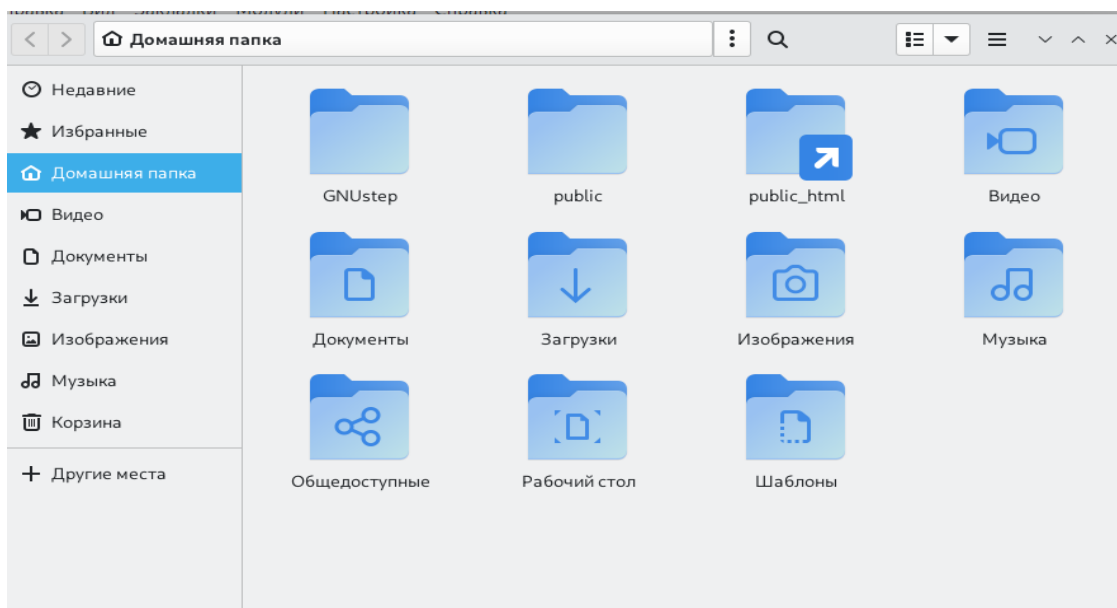 Домашняя папка
Недавние
Избранные
Домашняя папка
Видео
Документы
Загрузки
Изображения
Музыка
Корзина
Другие места
GNUstep public public_html Видео
Документы Загрузки Изображения Музыка
Общедоступные Рабочий стол Шаблоны